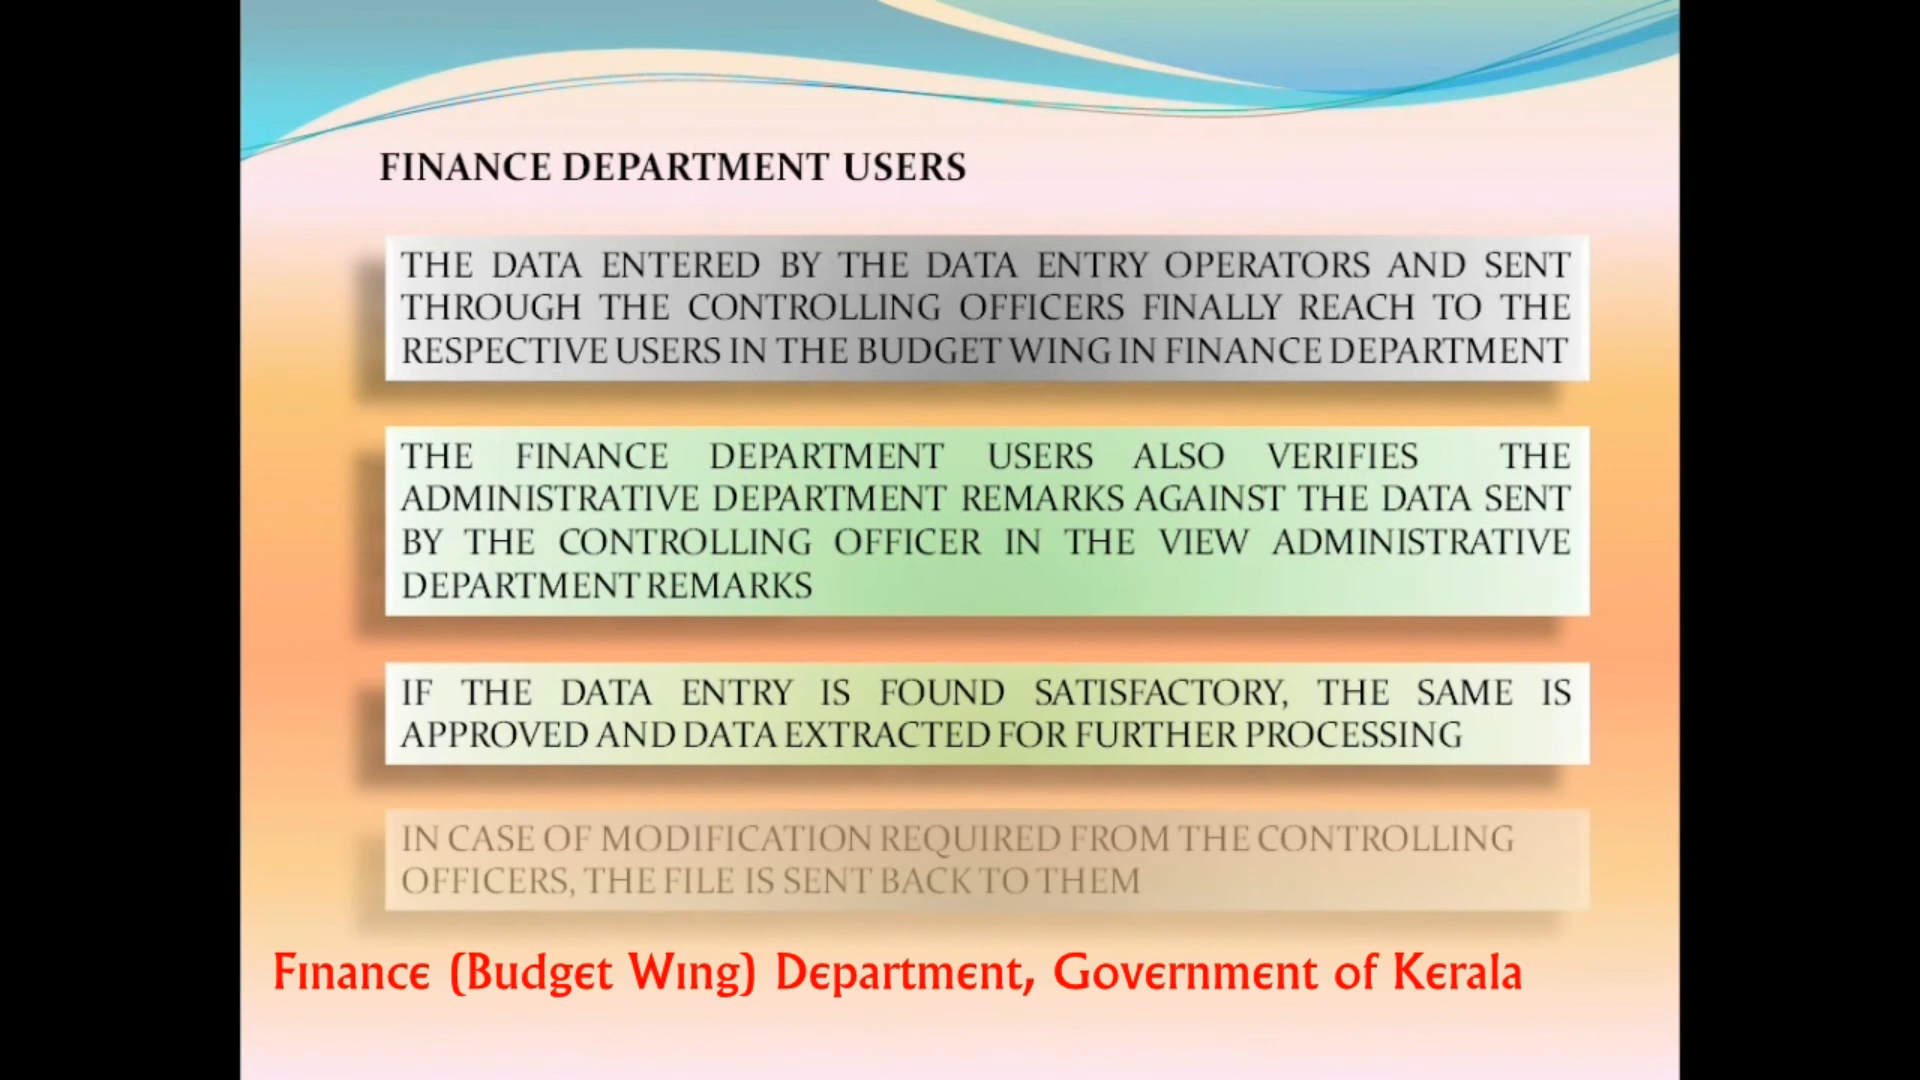 FINANCE DEPARTMENT USERS
THE DATA ENTERED BY THE DATA ENTRY OPERATORS AND SENT
THROUGH THE CONTROLLING OFFICERS FINALLY REACH TO THE
RESPECTIVE USERS IN THE BUDGET WING IN FINANCE DEPARTMENT
THE FINANCE DEPARTMENT USERS ALSO VERIFIES THE
ADMINISTRATIVE DEPARTMENT REMARKS AGAINST THE DATA SENT
BY THE CONTROLLING OFFICER IN THE VIEW ADMINISTRATIVE
DEPARTMENT REMARKS
IF THE DATA ENTRY IS FOUND SATISFACTORY, THE SAME IS
APPROVED AND DATA EXTRACTED FOR FURTHER PROCESSING
IN CASE OF MODIFICATION REQUIRED FROM THE CONTROLLING
OFFICERS, THE FILE IS SENT BACK TO THEM
Finance (Budget Wing) Department, Government of Kerala